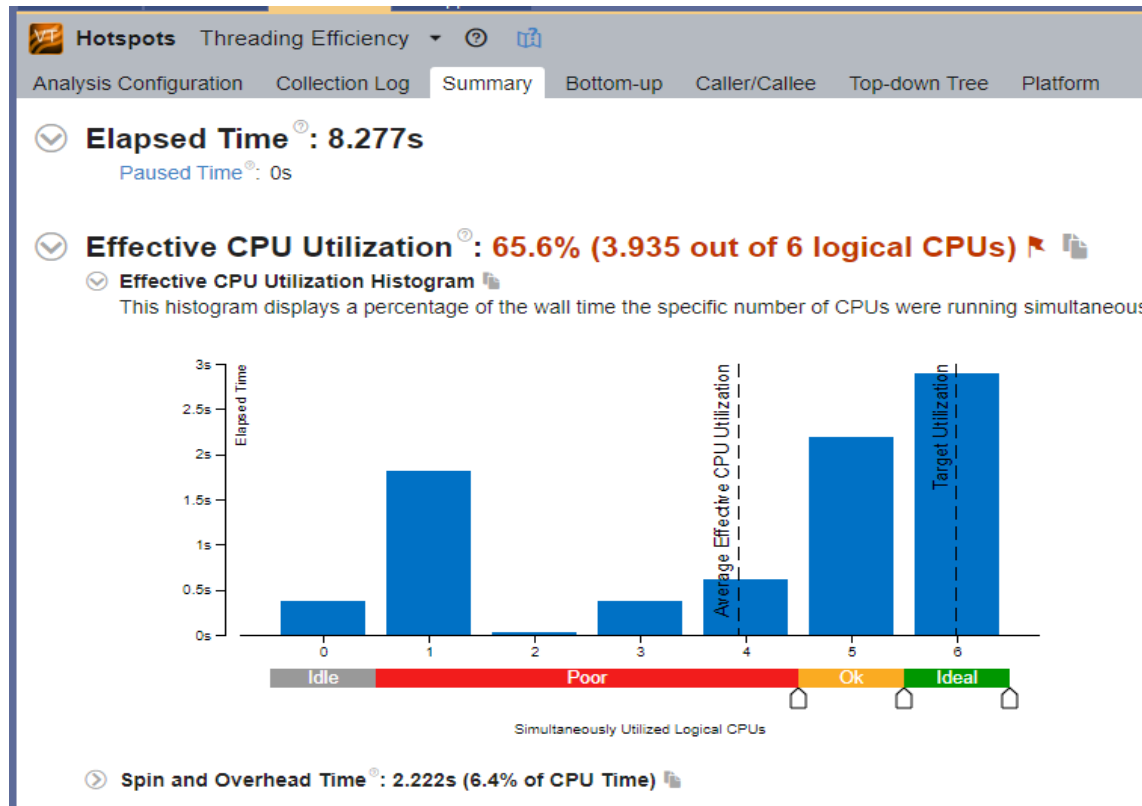 Hotspots Threading Efficiency
Analysis Configuration Collection Log Summary Bottom-up Caller/Callee Top-down Tree Platform
Elapsed Time: 8.277s
Paused Time: 0s
Effective CPU Utilization: 65.6% (3.935 out of 6 logical CPUs)
Effective CPU Utilization Histogram
This histogram displays a percentage of the wall time the specific number of CPUs were running simultaneous
3s
2.5s
2s
1.5s
1s
0.5s
0s
Elapsed Time
Average Effective CPU Utilization
Target Utilization
0 1 2 3 4 5 6
Idle Poor Ok Ideal
Simultaneously Utilized Logical CPUs
Spin and Overhead Time: 2.222s (6.4% of CPU Time)